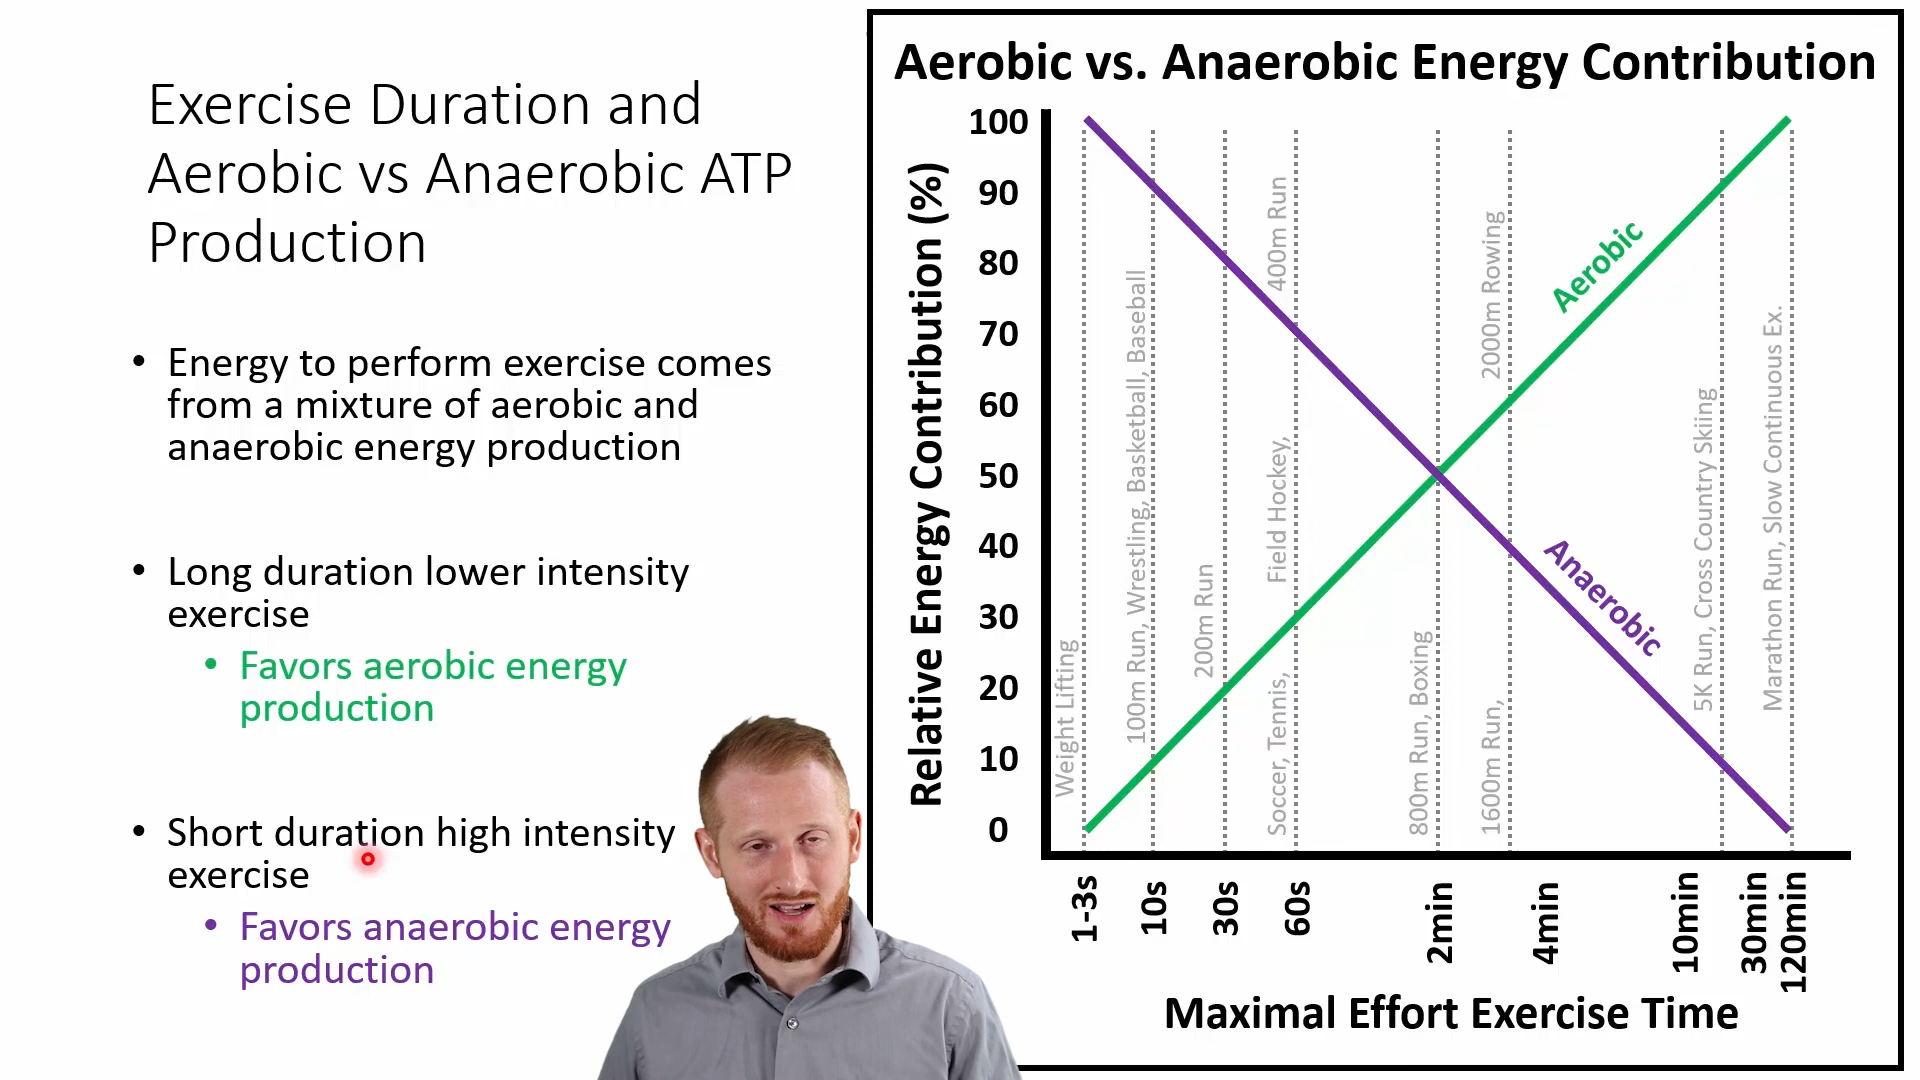 Exercise Duration and
Aerobic vs Anaerobic ATP
Production
• Energy to perform exercise comes
from a mixture of aerobic and
anaerobic energy production
• Long duration lower intensity
exercise
• Favors aerobic energy
production
• Short duration high intensity
exercise
• Favors anaerobic energy
production
Aerobic vs. Anaerobic Energy Contribution
Relative Energy Contribution (%)
100
90
80
70
60
50
40
30
20
10
0
Weight Lifting
100m Run, Wrestling, Basketball, Baseball
200m Run
Soccer, Tennis, Field Hockey, 400m Run
800m Run, Boxing
1600m Run, 2000m Rowing
5K Run, Cross Country Skiing
Marathon Run, Slow Continuous Ex.
Aerobic
Anaerobic
1-3s
10s
30s
60s
2min
4min
10min
30min
120min
Maximal Effort Exercise Time